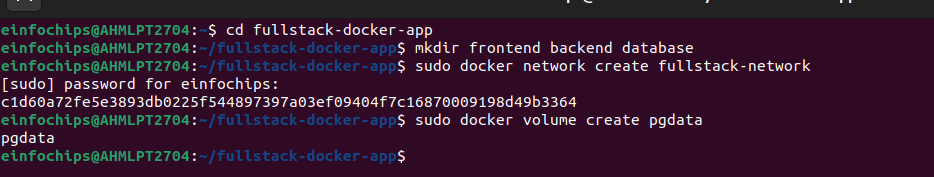 einfochips@AHMLPT2704:~$ cd fullstack-docker-app
einfochips@AHMLPT2704:~/fullstack-docker-app$ mkdir frontend backend database
einfochips@AHMLPT2704:~/fullstack-docker-app$ sudo docker network create fullstack-network
[sudo] password for einfochips:
c1d60a72fe5e3893db0225f544897397a03ef09404f7c16870009198d49b3364
einfochips@AHMLPT2704:~/fullstack-docker-app$ sudo docker volume create pgdata
pgdata
einfochips@AHMLPT2704:~/fullstack-docker-app$